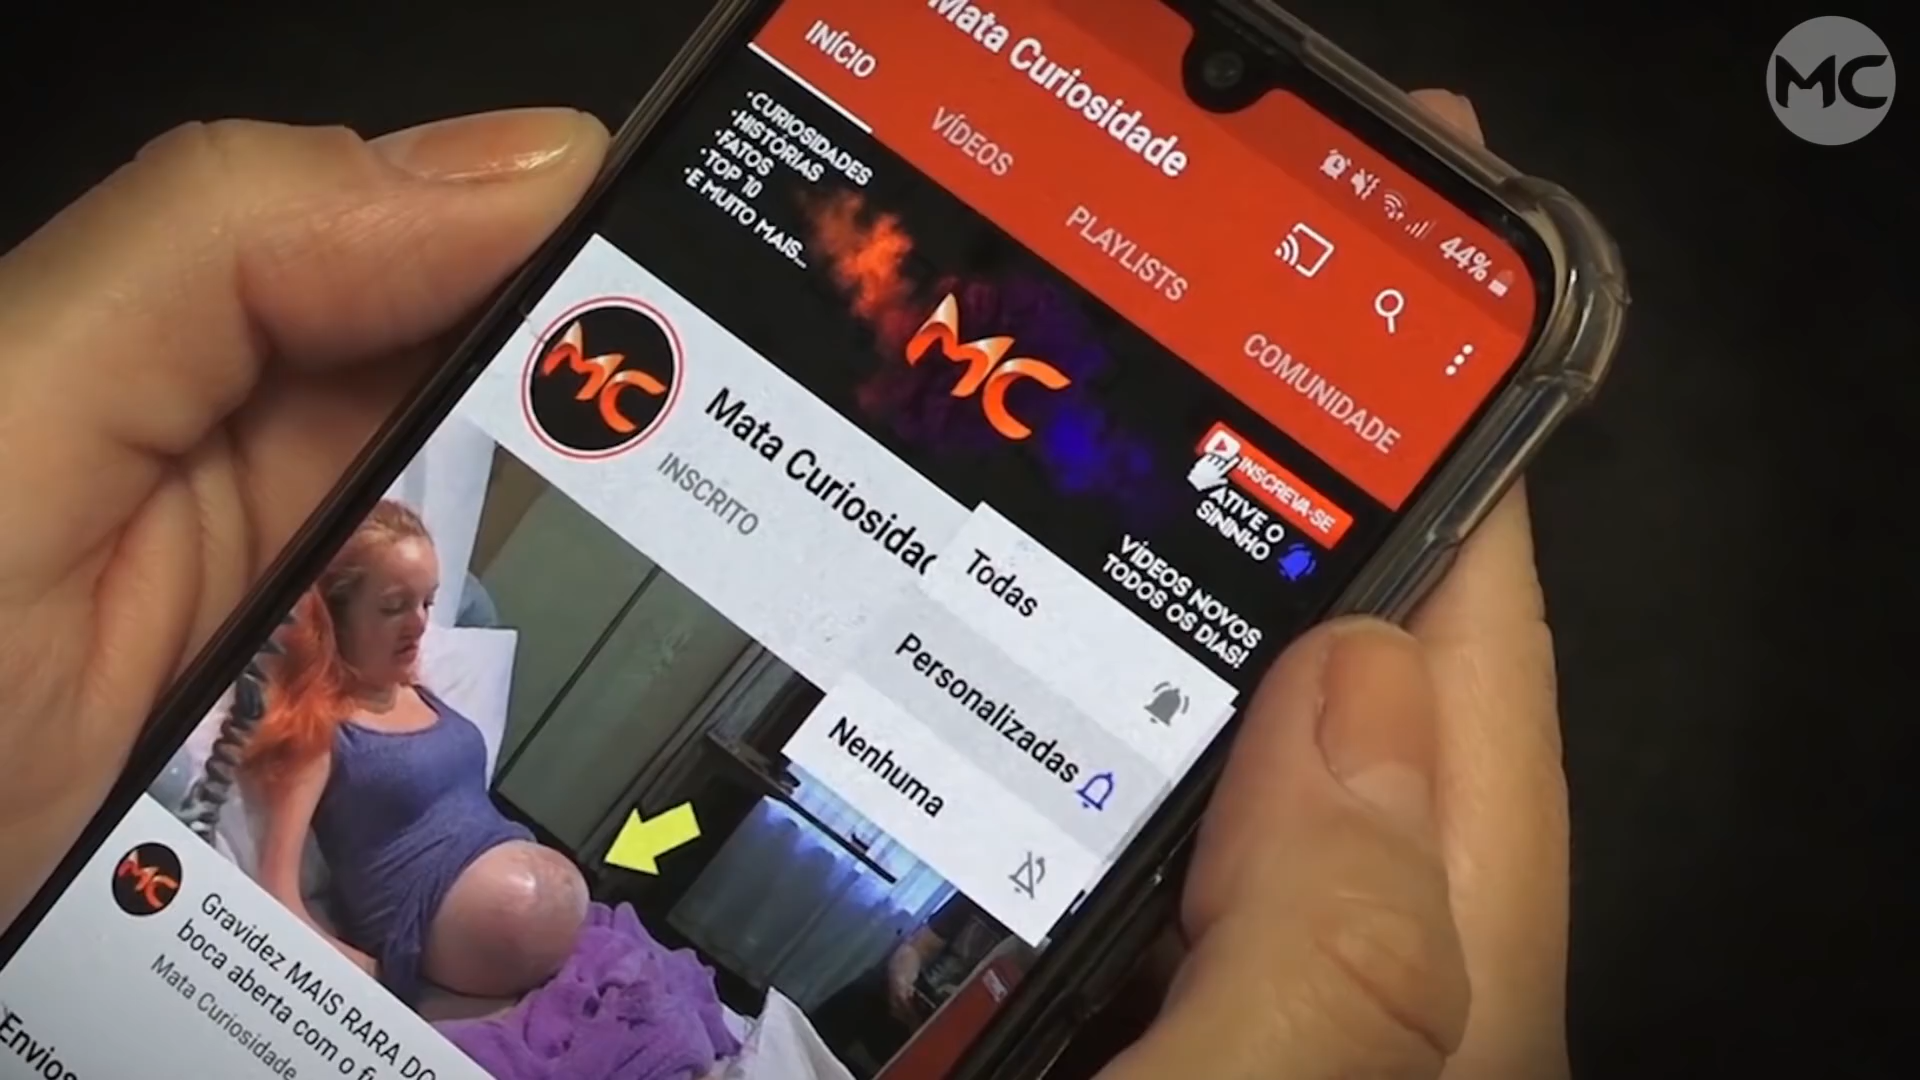 MC
Mata Curiosidade
44%
INÍCIO
VÍDEOS
PLAYLISTS
COMUNIDADE
•CURIOSIDADES
•HISTÓRIAS
•FATOS
•TOP 10
•E MUITO MAIS...
MC
INSCREVA-SE
ATIVE O
SININHO
VÍDEOS NOVOS
TODOS OS DIAS!
MC
Mata Curiosidad
INSCRITO
Todas
Personalizadas
Nenhuma
MC
Gravidez MAIS RARA DO
boca aberta com o
Mata Curiosidade
Envios